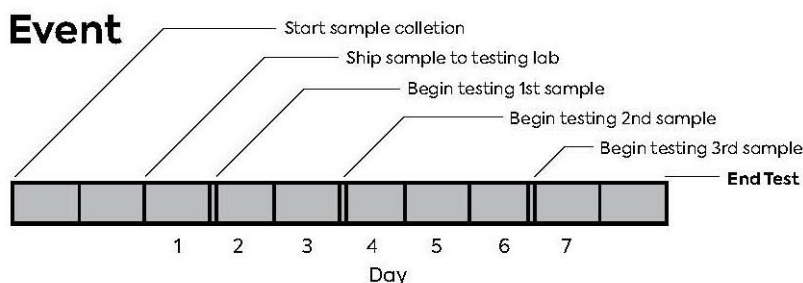 Event
Start sample colletion
Ship sample to testing lab
Begin testing 1st sample
Begin testing 2nd sample
Begin testing 3rd sample
End Test
1 2 3 4 5 6 7
Day